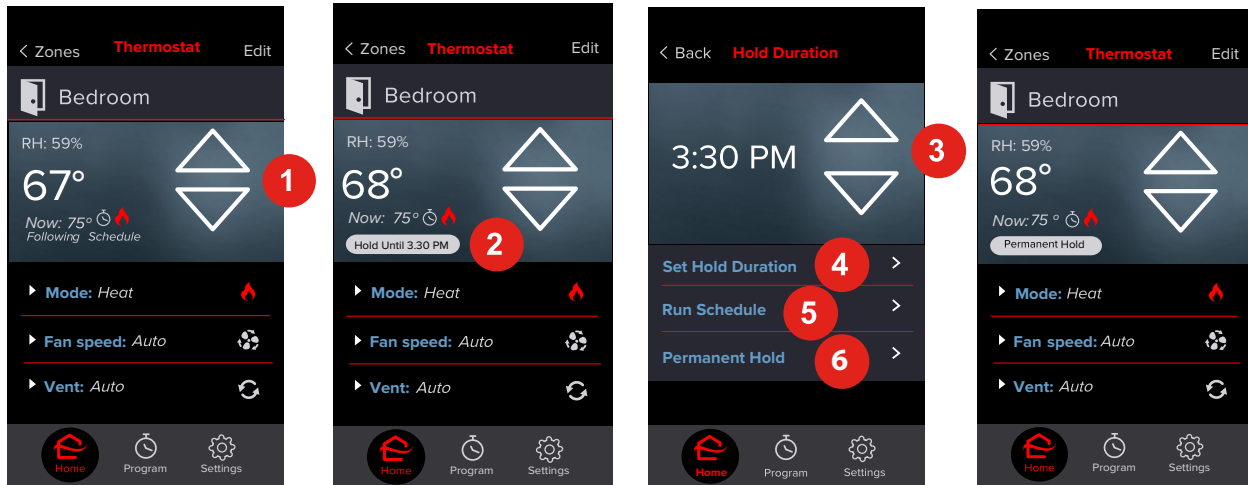 < Zones Thermostat Edit
Bedroom
RH: 59%
67°
1
Now: 75°
Following Schedule
Mode: Heat
Fan speed: Auto
Vent: Auto
Home Program Settings
< Zones Thermostat Edit
Bedroom
RH: 59%
68°
Now: 75°
Hold Until 3.30 PM
2
Mode: Heat
Fan speed: Auto
Vent: Auto
Home Program Settings
< Back Hold Duration
3:30 PM
3
Set Hold Duration 4 >
Run Schedule 5 >
Permanent Hold 6 >
Home Program Settings
< Zones Thermostat Edit
Bedroom
RH: 59%
68°
Now: 75 °
Permanent Hold
Mode: Heat
Fan speed: Auto
Vent: Auto
Home Program Settings